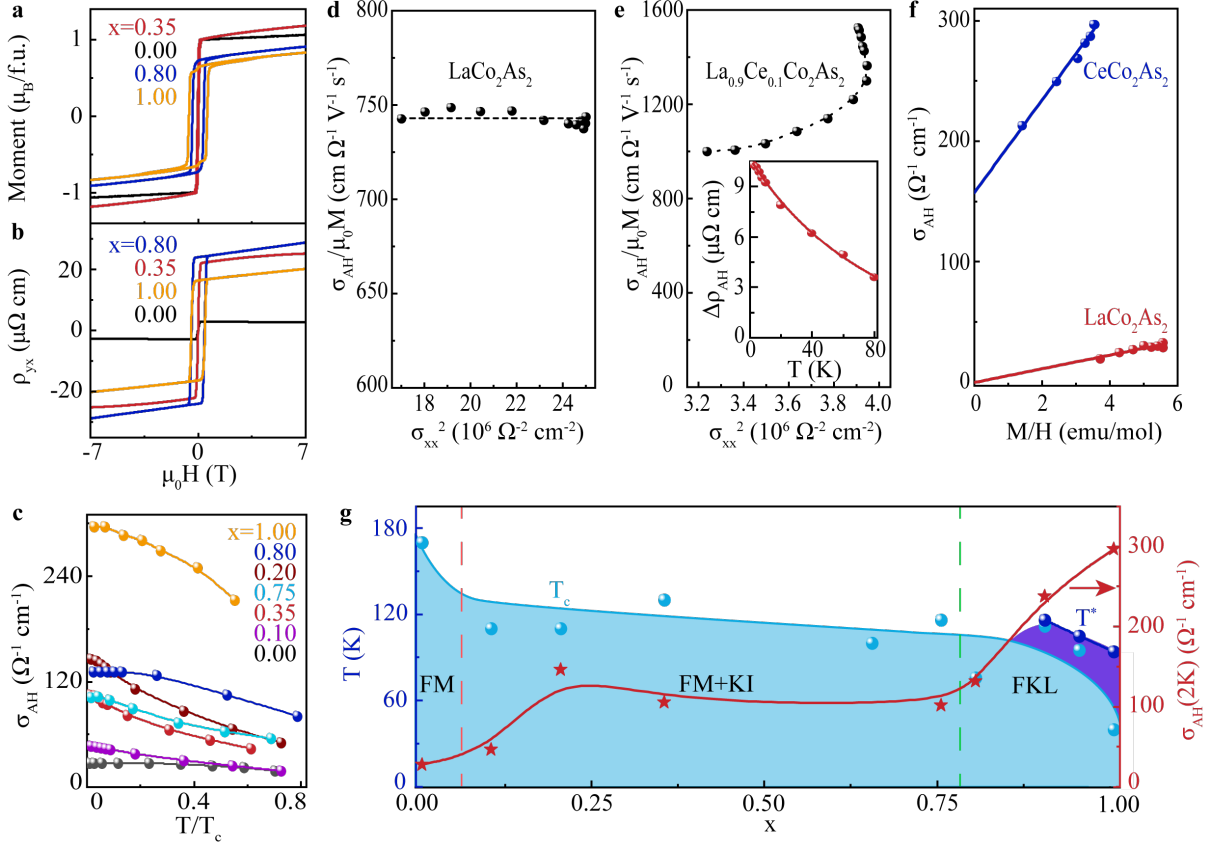 a
x=0.35
0.00
0.80
1.00
1
0
-1
Moment (μB/f.u.)
b
x=0.80
0.35
1.00
0.00
20
0
-20
ρyx (μΩ cm)
-7
0
7
μ0H (T)
c
x=1.00
0.80
0.20
0.75
0.35
0.10
0.00
240
120
0
σAH (Ω-1 cm-1)
0
0.4
0.8
T/Tc
d
LaCo2As2
800
750
700
650
600
σAH/μ0M (cm Ω-1 V-1 s-1)
18
20
22
24
σxx2 (106 Ω-2 cm-2)
e
La0.9Ce0.1Co2As2
1600
1400
1200
1000
800
600
400
200
0
σAH/μ0M (cm Ω-1 V-1 s-1)
3.2
3.4
3.6
3.8
4.0
σxx2 (106 Ω-2 cm-2)
9
6
3
0
ΔρAH (μΩ cm)
0
40
80
T (K)
f
CeCo2As2
LaCo2As2
300
200
100
0
σAH (Ω-1 cm-1)
0
2
4
6
M/H (emu/mol)
g
180
120
60
0
T (K)
Tc
T*
FM
FM+KI
FKL
300
200
100
0
σAH(2K) (Ω-1 cm-1)
0.00
0.25
0.50
0.75
1.00
x